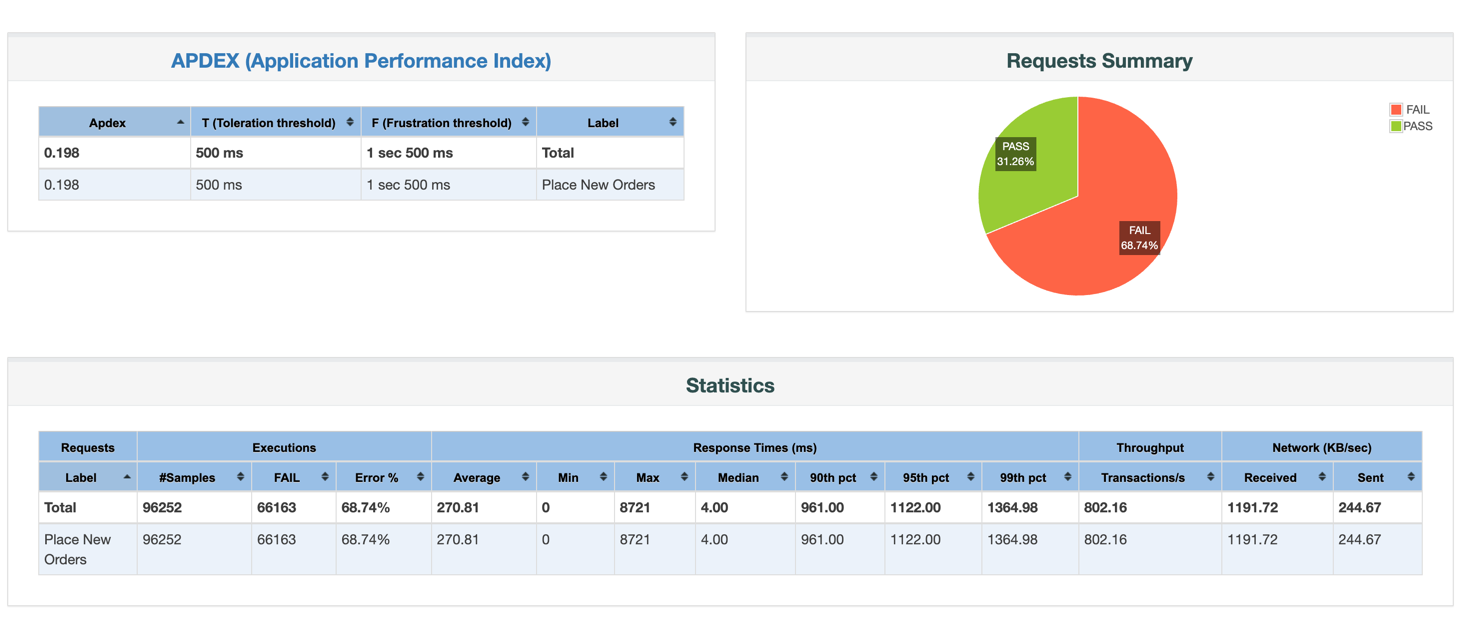 APDEX (Application Performance Index)
Apdex T (Toleration threshold) F (Frustration threshold) Label
0.198 500 ms 1 sec 500 ms Total
0.198 500 ms 1 sec 500 ms Place New Orders
Requests Summary
FAIL
PASS
PASS
31.26%
FAIL
68.74%
Statistics
Requests Executions Response Times (ms) Throughput Network (KB/sec)
Label #Samples FAIL Error % Average Min Max Median 90th pct 95th pct 99th pct Transactions/s Received Sent
Total 96252 66163 68.74% 270.81 0 8721 4.00 961.00 1122.00 1364.98 802.16 1191.72 244.67
Place New 96252 66163 68.74% 270.81 0 8721 4.00 961.00 1122.00 1364.98 802.16 1191.72 244.67
Orders